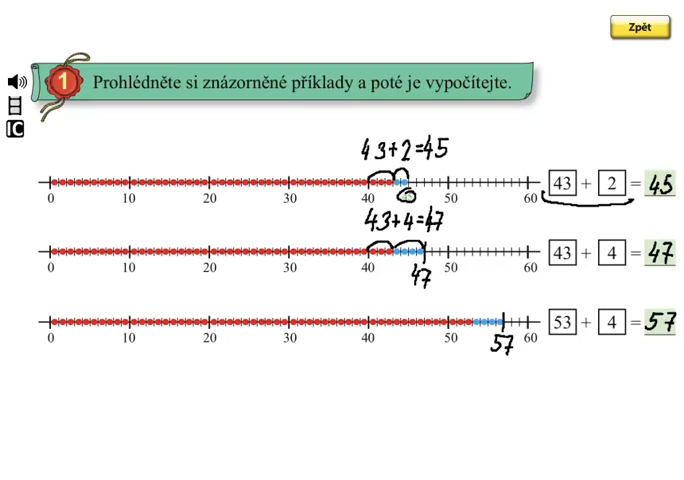 Zpět
1 Prohlédněte si znázorněné příklady a poté je vypočítejte.
43+2=45
0 10 20 30 40 45 50 60 43 + 2 = 45
43+4=47
0 10 20 30 40 47 50 60 43 + 4 = 47
0 10 20 30 40 50 57 60 53 + 4 = 57